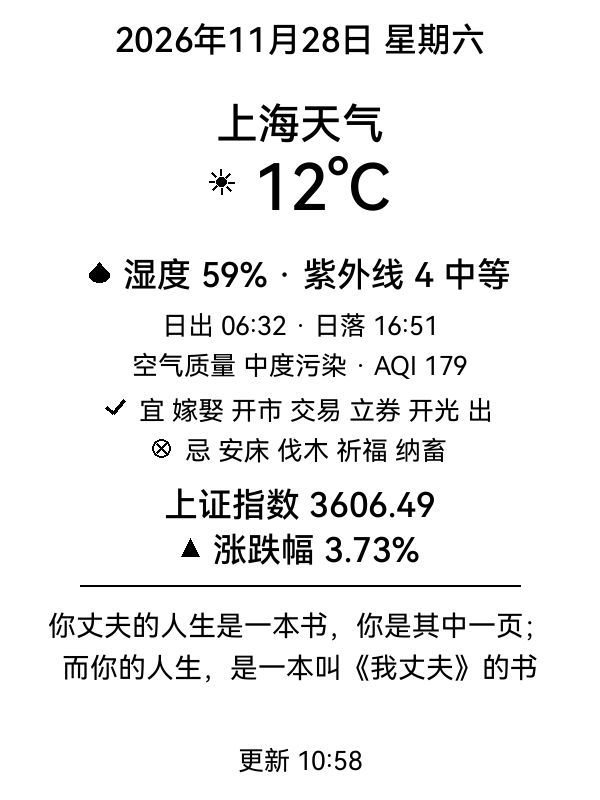 2026年11月28日 星期六
上海天气
12°C
湿度 59% · 紫外线 4 中等
日出 06:32 · 日落 16:51
空气质量 中度污染 · AQI 179
宜 嫁娶 开市 交易 立券 开光 出
忌 安床 伐木 祈福 纳畜
上证指数 3606.49
▲ 涨跌幅 3.73%
你丈夫的人生是一本书，你是其中一页；
而你的人生，是一本叫《我丈夫》的书
更新 10:58